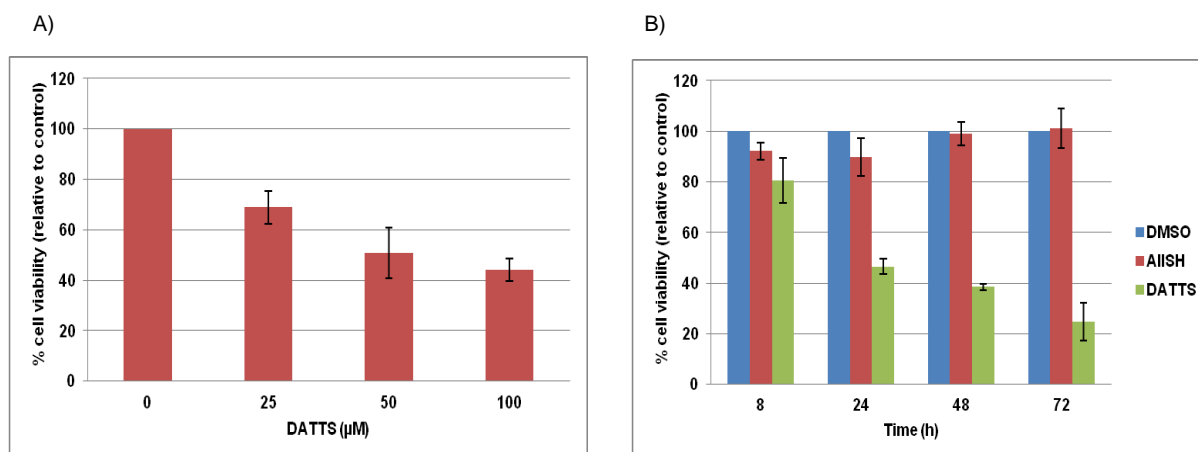 A)
B)
% cell viability (relative to control)
120
100
80
60
40
20
0
0 25 50 100
DATTS (µM)
% cell viability (relative to control)
120
100
80
60
40
20
0
8 24 48 72
Time (h)
DMSO
AllSH
DATTS